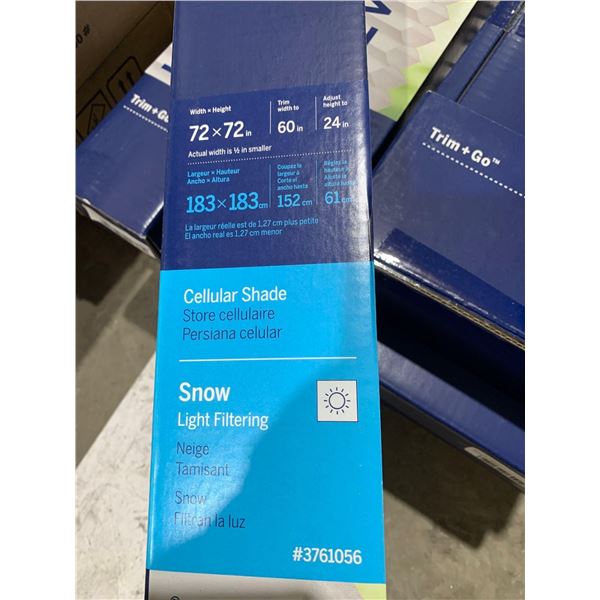 Trim + Go
Width × Height
72 × 72 in
Actual width is ½ in smaller
Trim
width to
60 in
Adjust
height to
24 in
Largeur × Hauteur
Ancho × Altura
183 × 183 cm
La largeur réelle est de 1,27 cm plus petite
El ancho real es 1,27 cm menor
Coupez la
largeur à
Corte el
ancho hasta
152 cm
Réglez la
hauteur à
Ajuste la
altura hasta
61 cm
Trim + Go™
Cellular Shade
Store cellulaire
Persiana celular
Snow
Light Filtering
Neige
Tamisant
Snow
Filtran la luz
#3761056